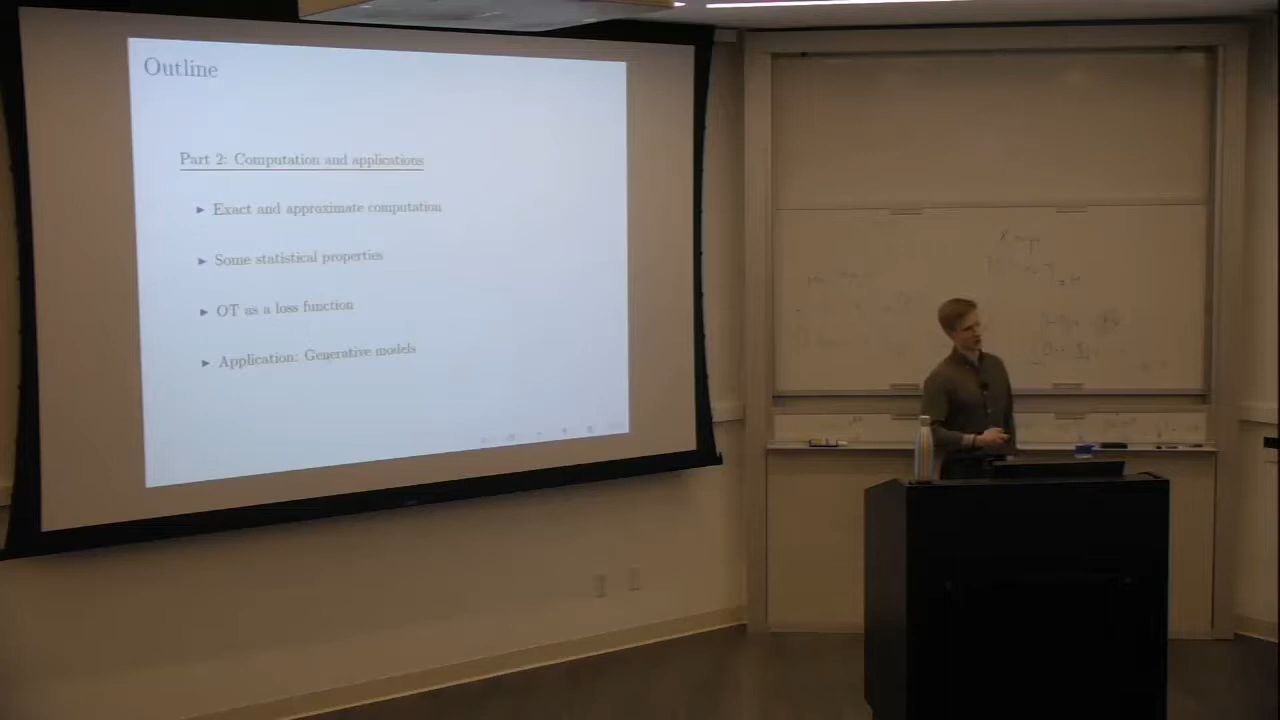 Outline
Part 2: Computation and applications
▶ Exact and approximate computation
▶ Some statistical properties
▶ OT as a loss function
▶ Application: Generative models